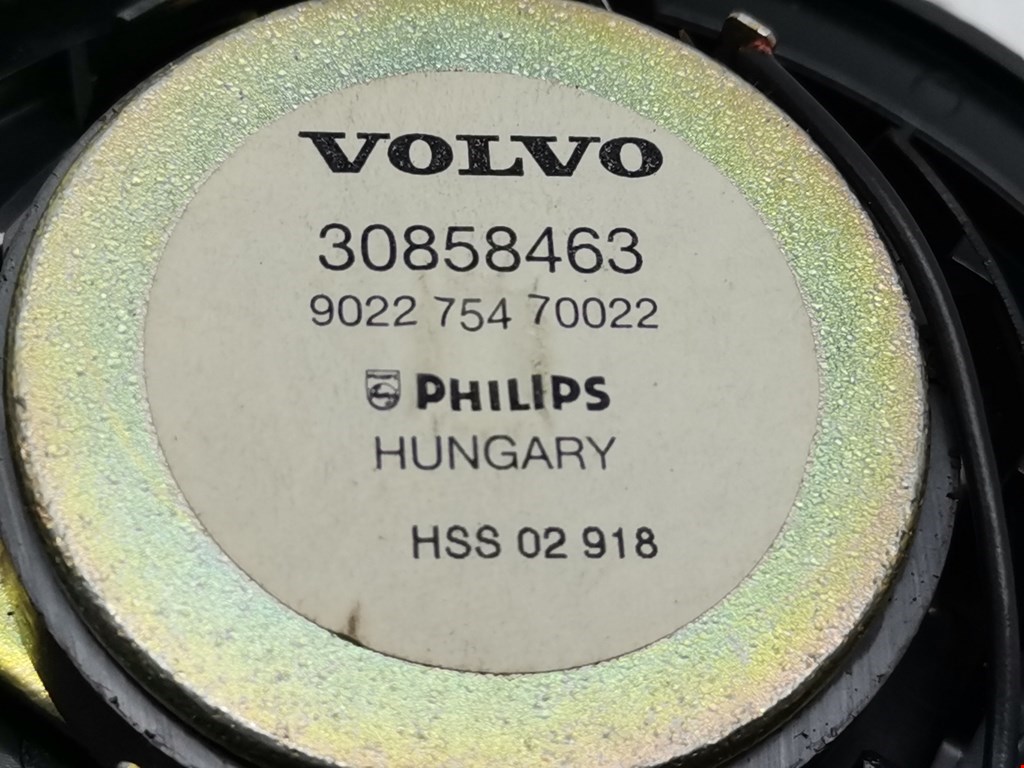 VOLVO
30858463
9022 754 70022
PHILIPS
HUNGARY
HSS 02 918